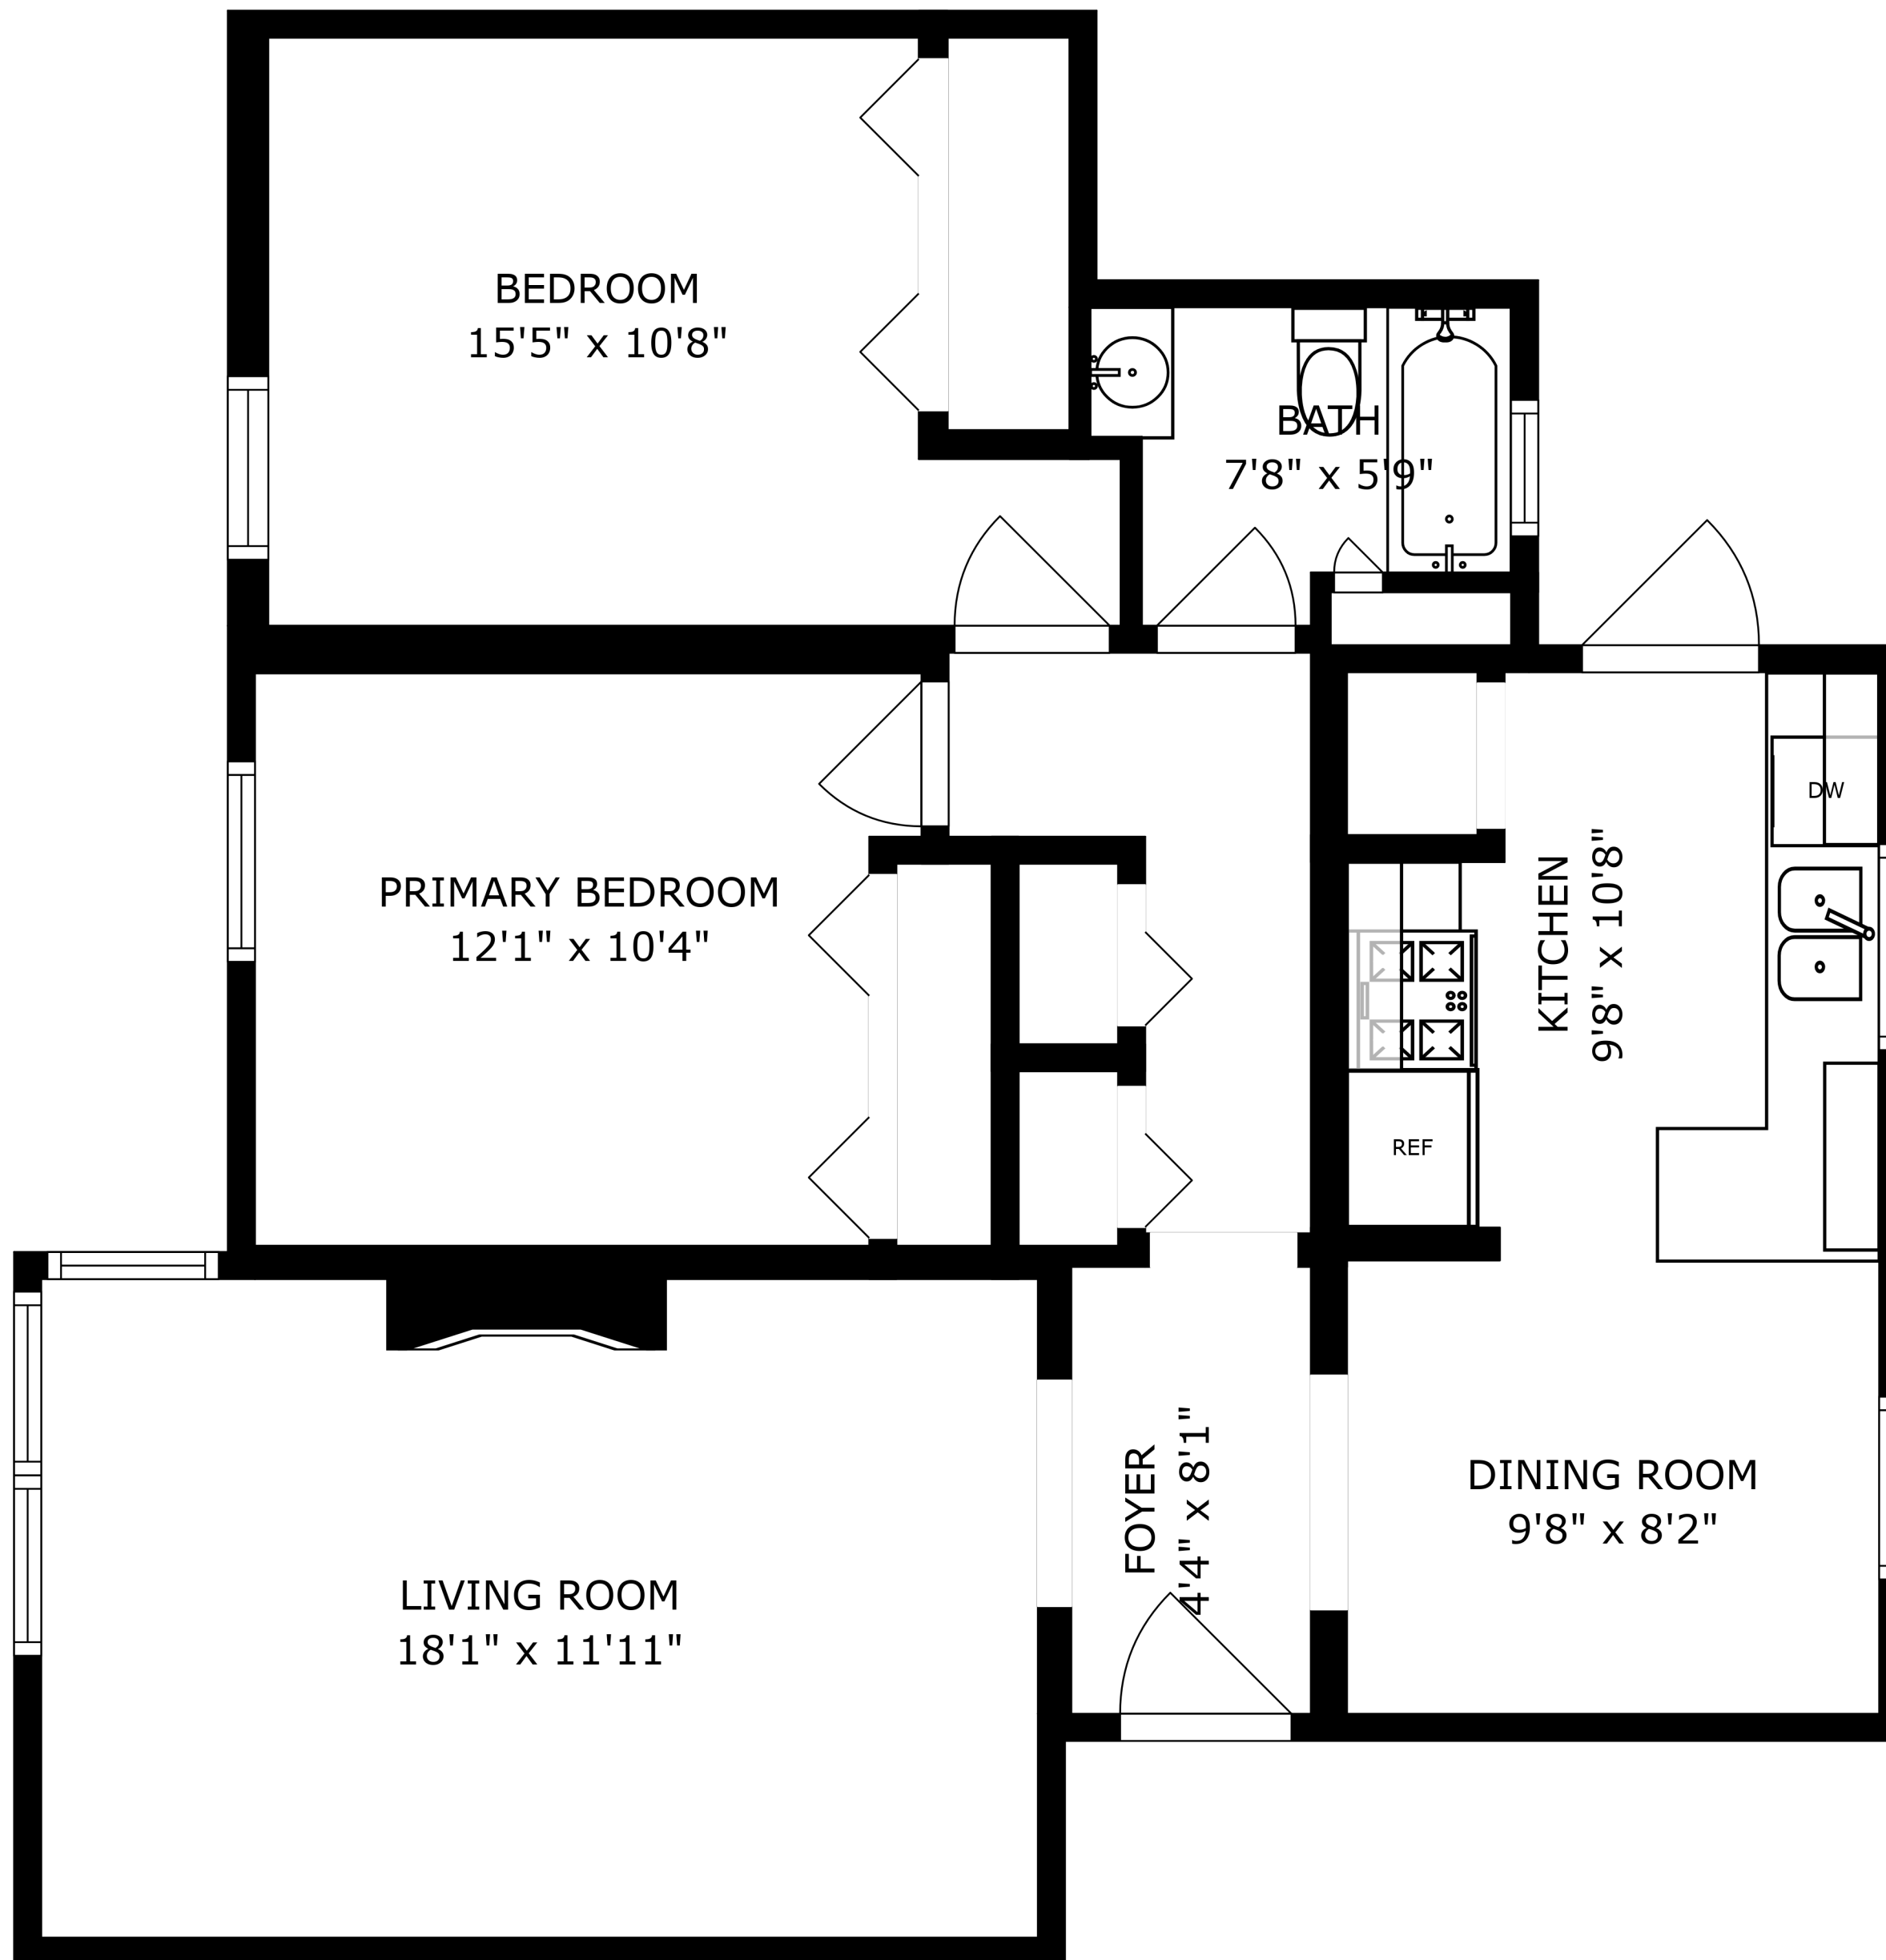 BEDROOM
15'5" x 10'8"
BATH
7'8" x 5'9"
DW
PRIMARY BEDROOM
12'1" x 10'4"
KITCHEN
9'8" x 10'8"
REF
FOYER
4'4" x 8'1"
DINING ROOM
9'8" x 8'2"
LIVING ROOM
18'1" x 11'11"